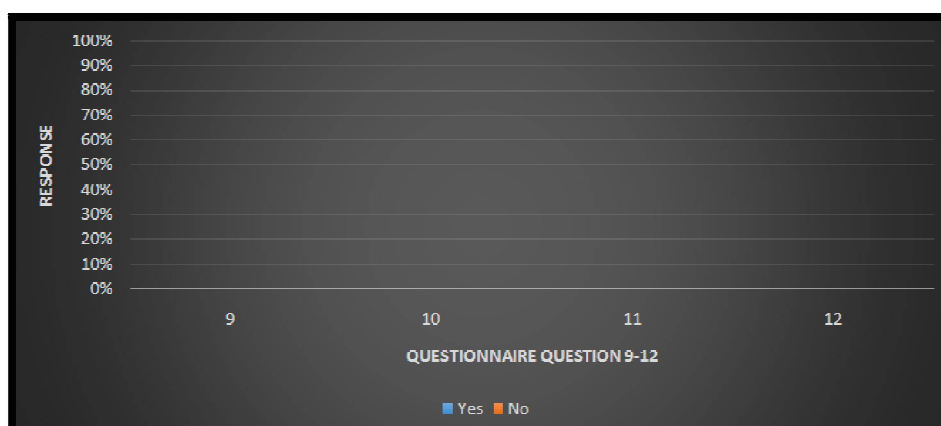 100%
90%
80%
70%
60%
50%
40%
30%
20%
10%
0%
RESPONSE
9 10 11 12
QUESTIONNAIRE QUESTION 9-12
Yes No